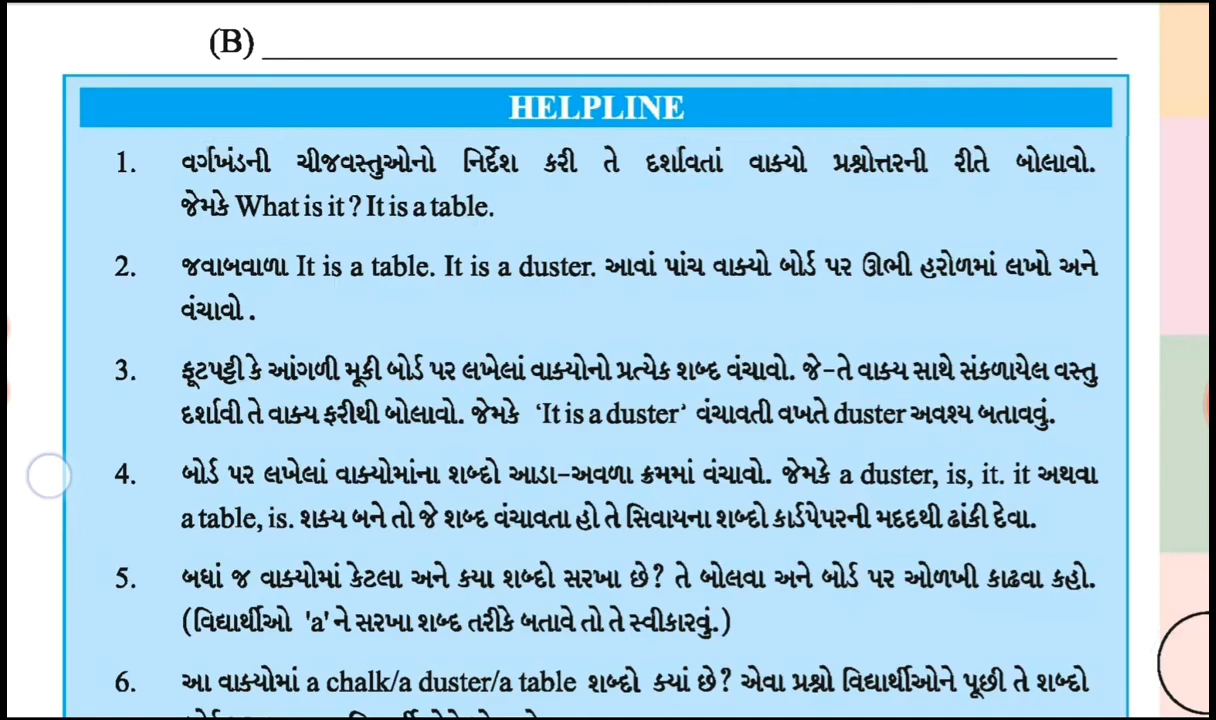 (B)
HELPLINE
1. વર્ગખંડની ચીજવસ્તુઓનો નિર્દેશ કરી તે દર્શાવતાં વાક્યો પ્રશ્નોત્તરની રીતે બોલાવો.
જેમકે What is it ? It is a table.
2. જવાબવાળા It is a table. It is a duster. આવાં પાંચ વાક્યો બોર્ડ પર ઊભી હરોળમાં લખો અને
વંચાવો .
3. ફૂટપટ્ટી કે આંગળી મૂકી બોર્ડ પર લખેલાં વાક્યોનો પ્રત્યેક શબ્દ વંચાવો. જે-તે વાક્ય સાથે સંકળાયેલ વસ્તુ
દર્શાવી તે વાક્ય ફરીથી બોલાવો. જેમકે ‘It is a duster’ વંચાવતી વખતે duster અવશ્ય બતાવવું.
4. બોર્ડ પર લખેલાં વાક્યોમાંના શબ્દો આડા-અવળા ક્રમમાં વંચાવો. જેમકે a duster, is, it. it અથવા
a table, is. શક્ય બને તો જે શબ્દ વંચાવતા હો તે સિવાયના શબ્દો કાર્ડપેપરની મદદથી ઢાંકી દેવા.
5. બધાં જ વાક્યોમાં કેટલા અને ક્યા શબ્દો સરખા છે? તે બોલવા અને બોર્ડ પર ઓળખી કાઢવા કહો.
(વિદ્યાર્થીઓ 'a' ને સરખા શબ્દ તરીકે બતાવે તો તે સ્વીકારવું.)
6. આ વાક્યોમાં a chalk/a duster/a table શબ્દો ક્યાં છે? એવા પ્રશ્નો વિદ્યાર્થીઓને પૂછી તે શબ્દો